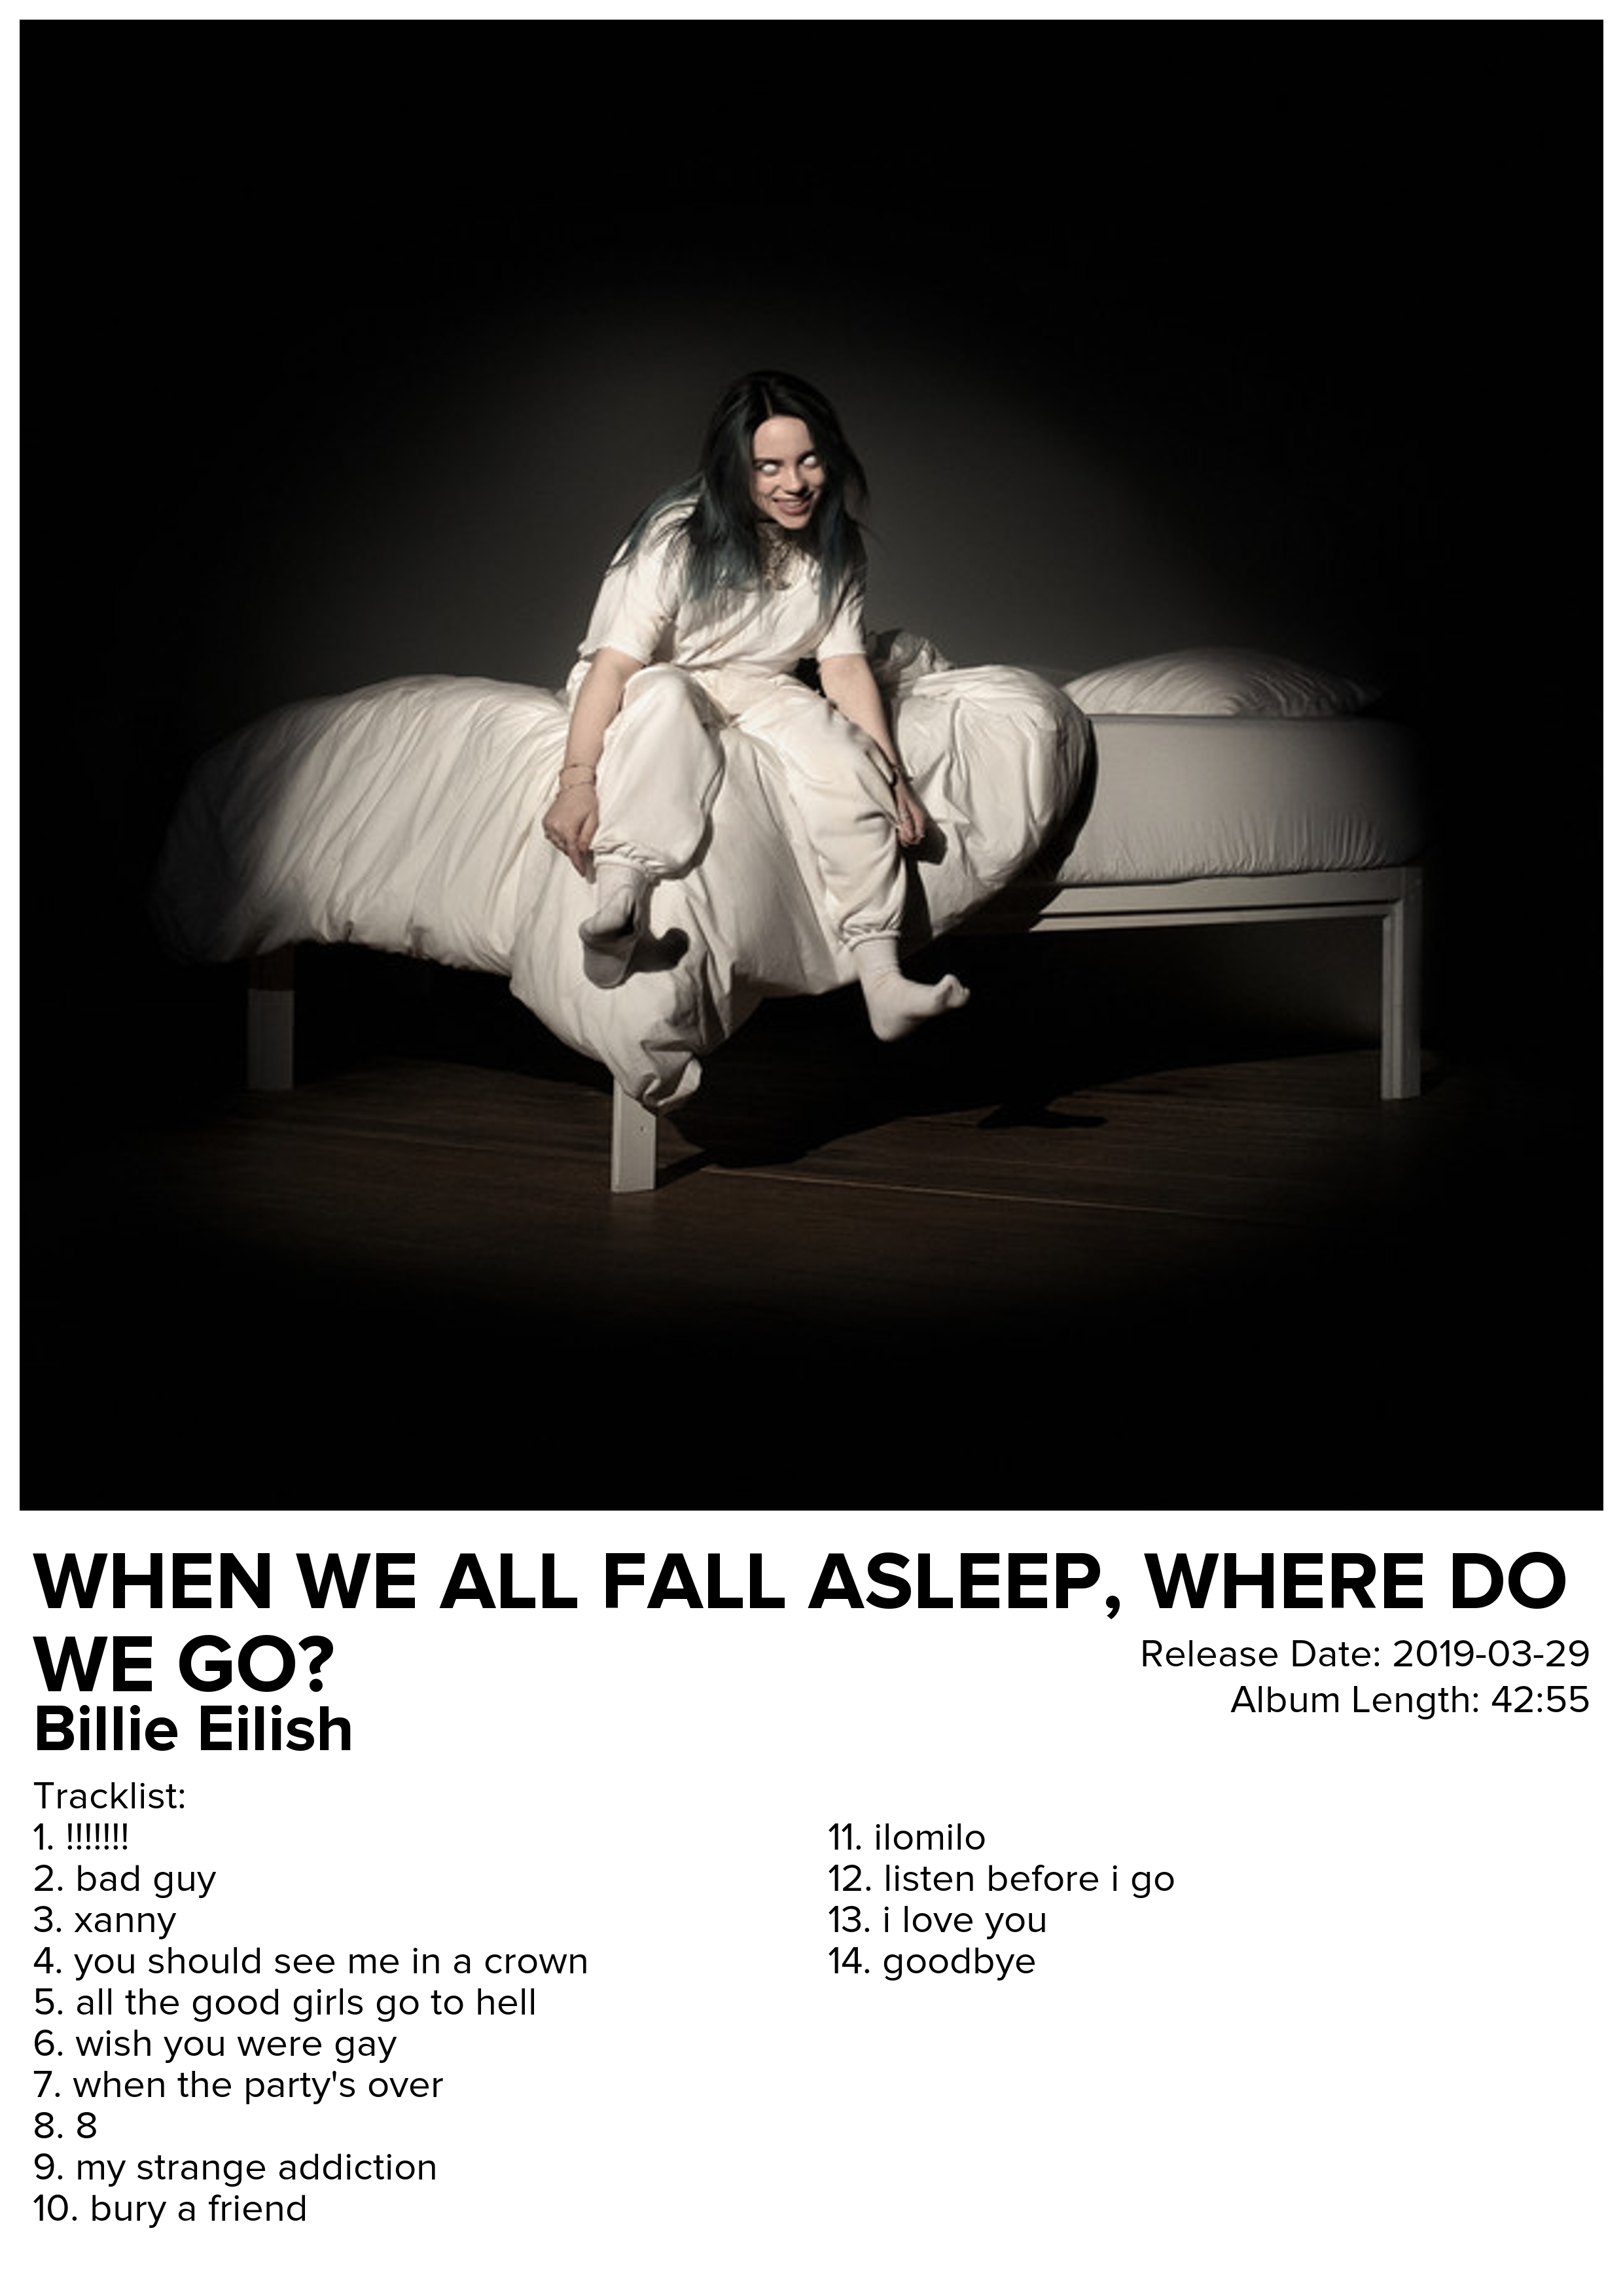 WHEN WE ALL FALL ASLEEP, WHERE DO
WE GO?
Billie Eilish
Release Date: 2019-03-29
Album Length: 42:55
Tracklist:
1. !!!!!!!
2. bad guy
3. xanny
4. you should see me in a crown
5. all the good girls go to hell
6. wish you were gay
7. when the party's over
8. 8
9. my strange addiction
10. bury a friend
11. ilomilo
12. listen before i go
13. i love you
14. goodbye